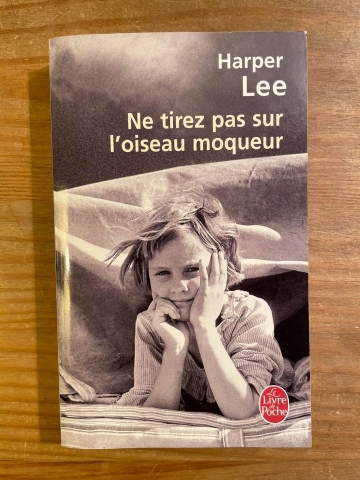 Harper
Lee
Ne tirez pas sur
l'oiseau moqueur
Le
Livre
de
Poche